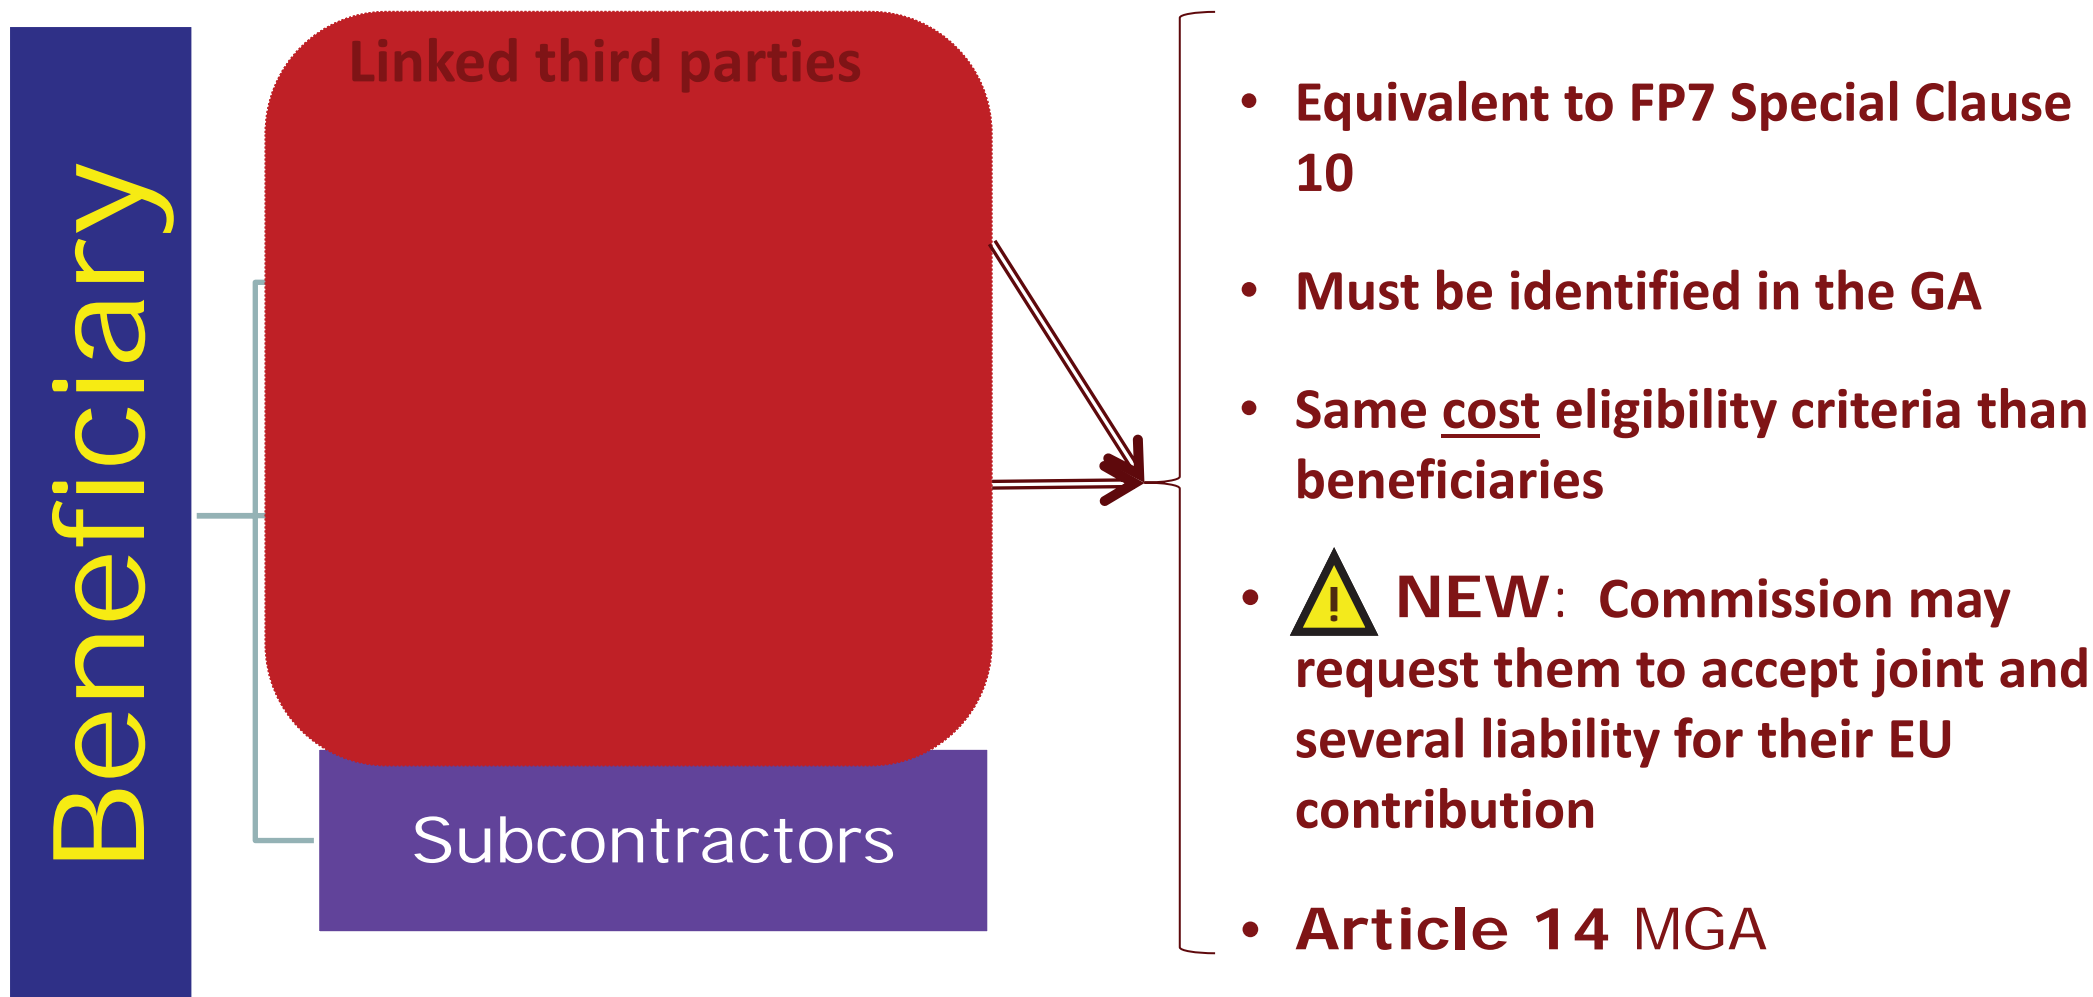 Beneficiary
Linked third parties
Subcontractors
• Equivalent to FP7 Special Clause
10
• Must be identified in the GA
• Same cost eligibility criteria than
beneficiaries
• ! NEW: Commission may
request them to accept joint and
several liability for their EU
contribution
• Article 14 MGA